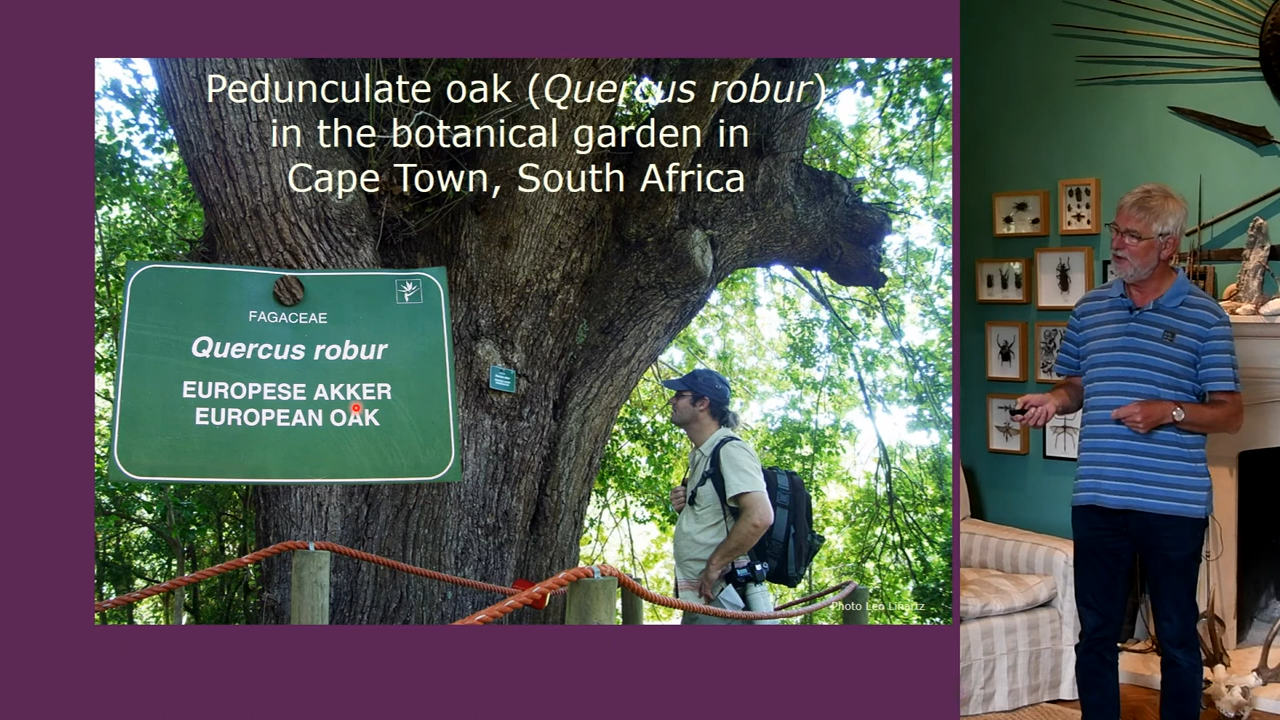 Pedunculate oak (Quercus robur)
in the botanical garden in
Cape Town, South Africa
FAGACEAE
Quercus robur
EUROPESE AKKER
EUROPEAN OAK
Photo Leo Linartz